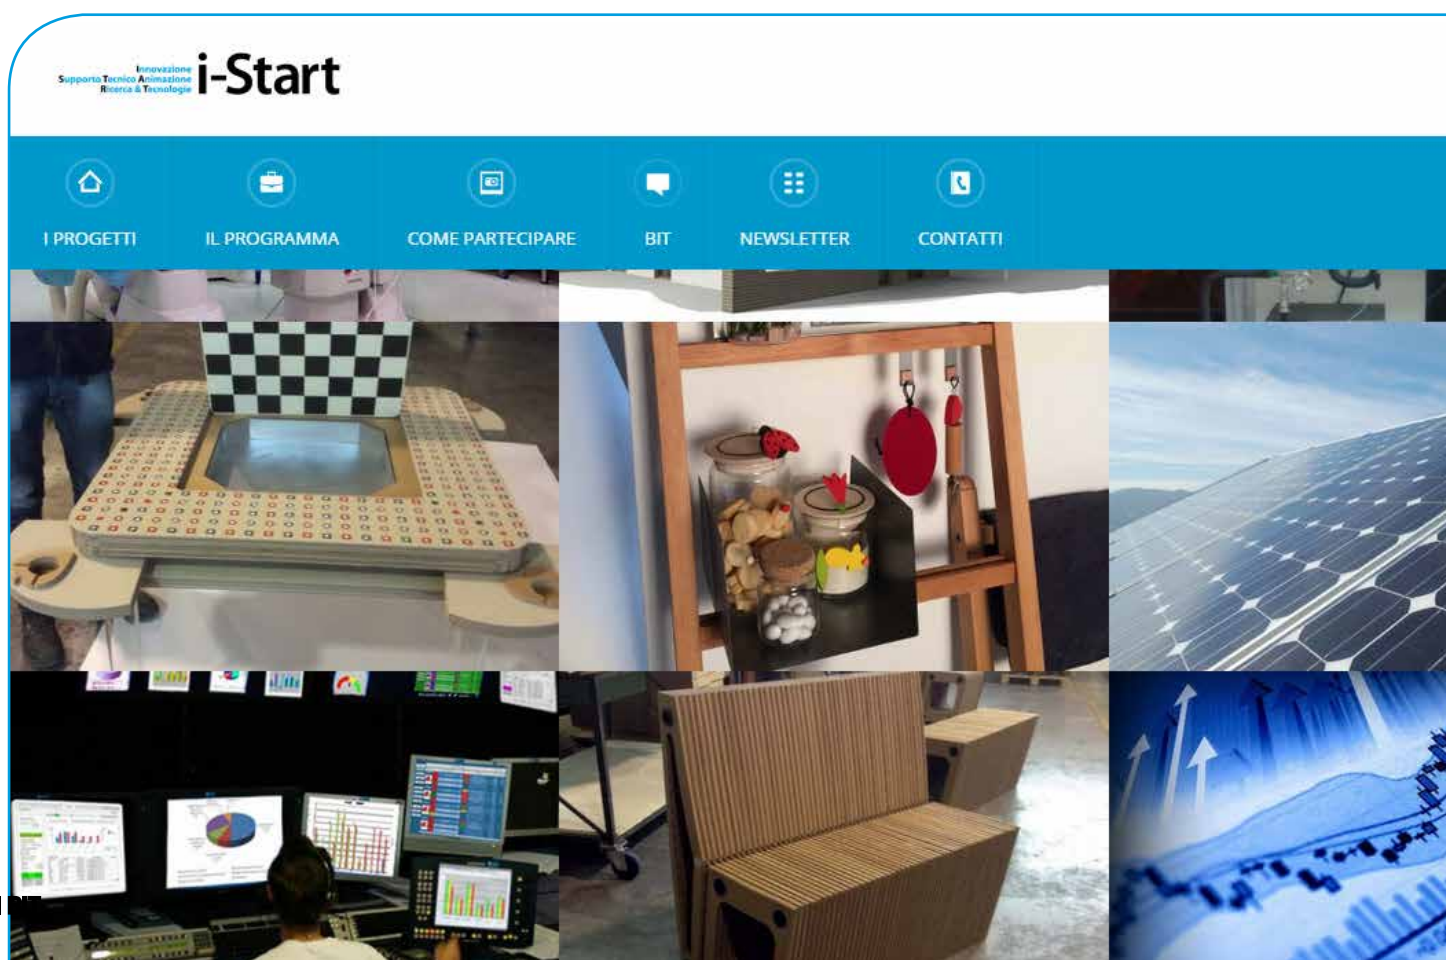 Innovazione
Supporto Tecnico Animazione
Ricerca & Tecnologie
i-Start
I PROGETTI
IL PROGRAMMA
COME PARTECIPARE
BIT
NEWSLETTER
CONTATTI